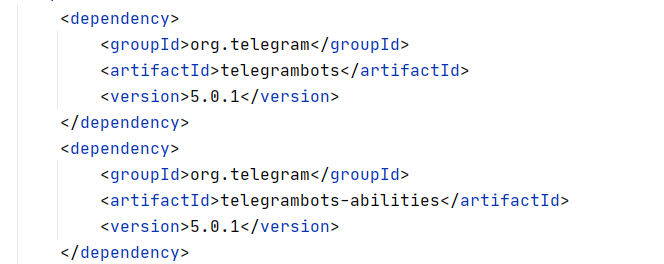 <dependency>
<groupId>org.telegram</groupId>
<artifactId>telegrambots</artifactId>
<version>5.0.1</version>
</dependency>
<dependency>
<groupId>org.telegram</groupId>
<artifactId>telegrambots-abilities</artifactId>
<version>5.0.1</version>
</dependency>